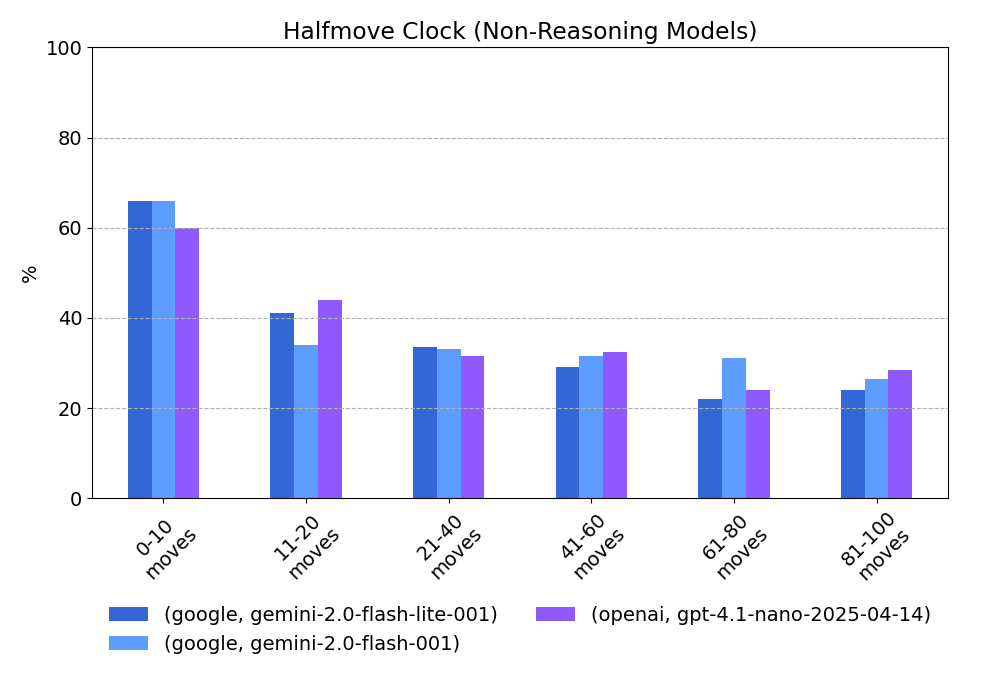 Halfmove Clock (Non-Reasoning Models)
%
100
80
60
40
20
0
0-10
moves
11-20
moves
21-40
moves
41-60
moves
61-80
moves
81-100
moves
(google, gemini-2.0-flash-lite-001)
(google, gemini-2.0-flash-001)
(openai, gpt-4.1-nano-2025-04-14)